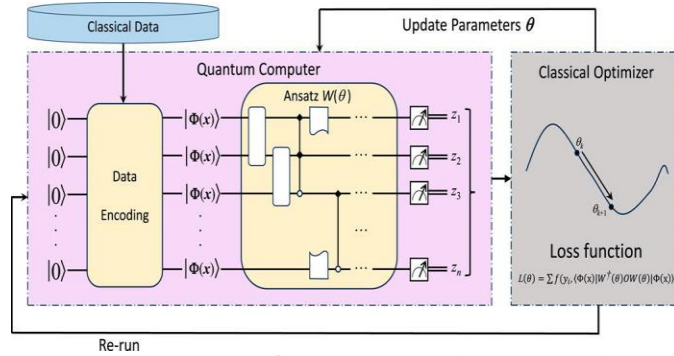 Classical Data
Update Parameters θ
Quantum Computer
Classical Optimizer
Ansatz W(θ)
|0⟩ |Φ(x)⟩ z₁
|0⟩ |Φ(x)⟩ z₂
|0⟩ Data |Φ(x)⟩ z₃
Encoding
|0⟩ |Φ(x)⟩ zₙ
θₖ
θₖ₊₁
Loss function
L(θ) = ∑ f(yᵢ, ⟨Φ(x)|W†(θ)OW(θ)|Φ(x)⟩)
Re-run